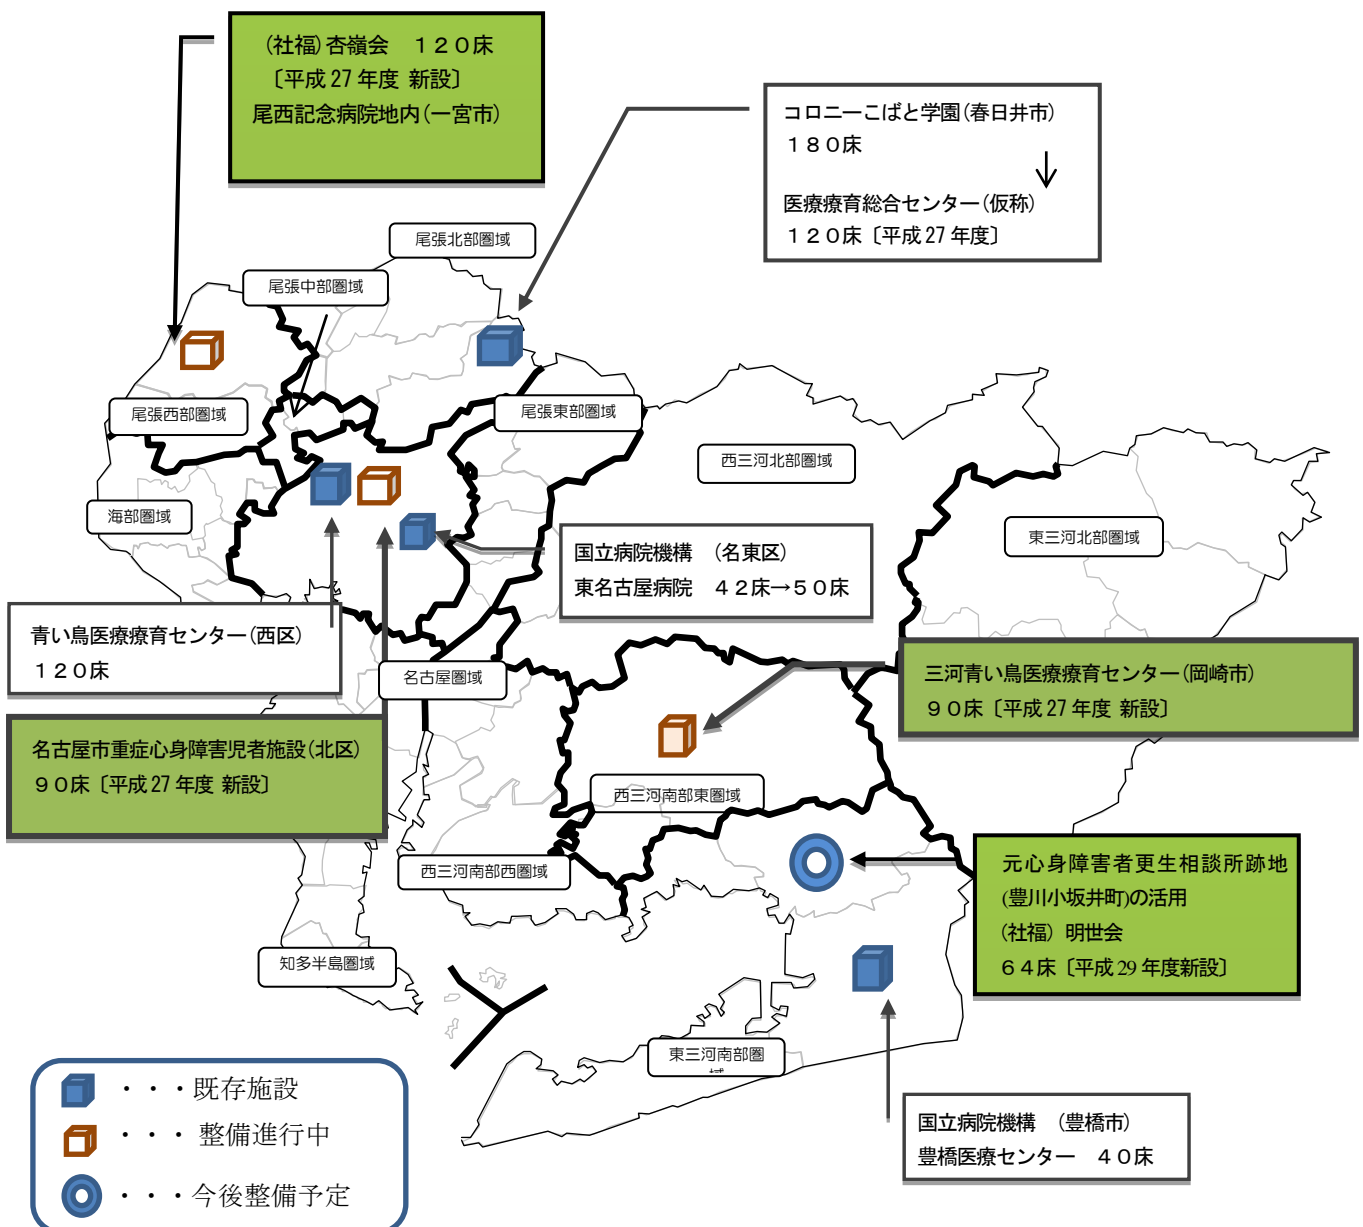 (社福)杏嶺会　１２０床
〔平成 27 年度 新設〕
尾西記念病院地内(一宮市)
コロニーこばと学園(春日井市)
１８０床
医療療育総合センター(仮称)
１２０床〔平成 27 年度〕
尾張北部圏域
尾張中部圏域
尾張西部圏域
尾張東部圏域
西三河北部圏域
海部圏域
東三河北部圏域
国立病院機構　(名東区)
東名古屋病院　４２床→５０床
青い鳥医療療育センター(西区)
１２０床
名古屋圏域
三河青い鳥医療療育センター(岡崎市)
９０床〔平成 27 年度 新設〕
名古屋市重症心身障害児者施設(北区)
９０床〔平成 27 年度 新設〕
西三河南部東圏域
西三河南部西圏域
元心身障害者更生相談所跡地
(豊川小坂井町)の活用
(社福) 明世会
６４床〔平成 29 年度新設〕
知多半島圏域
東三河南部圏
域
国立病院機構　(豊橋市)
豊橋医療センター　４０床
・・・既存施設
・・・ 整備進行中
・・・今後整備予定